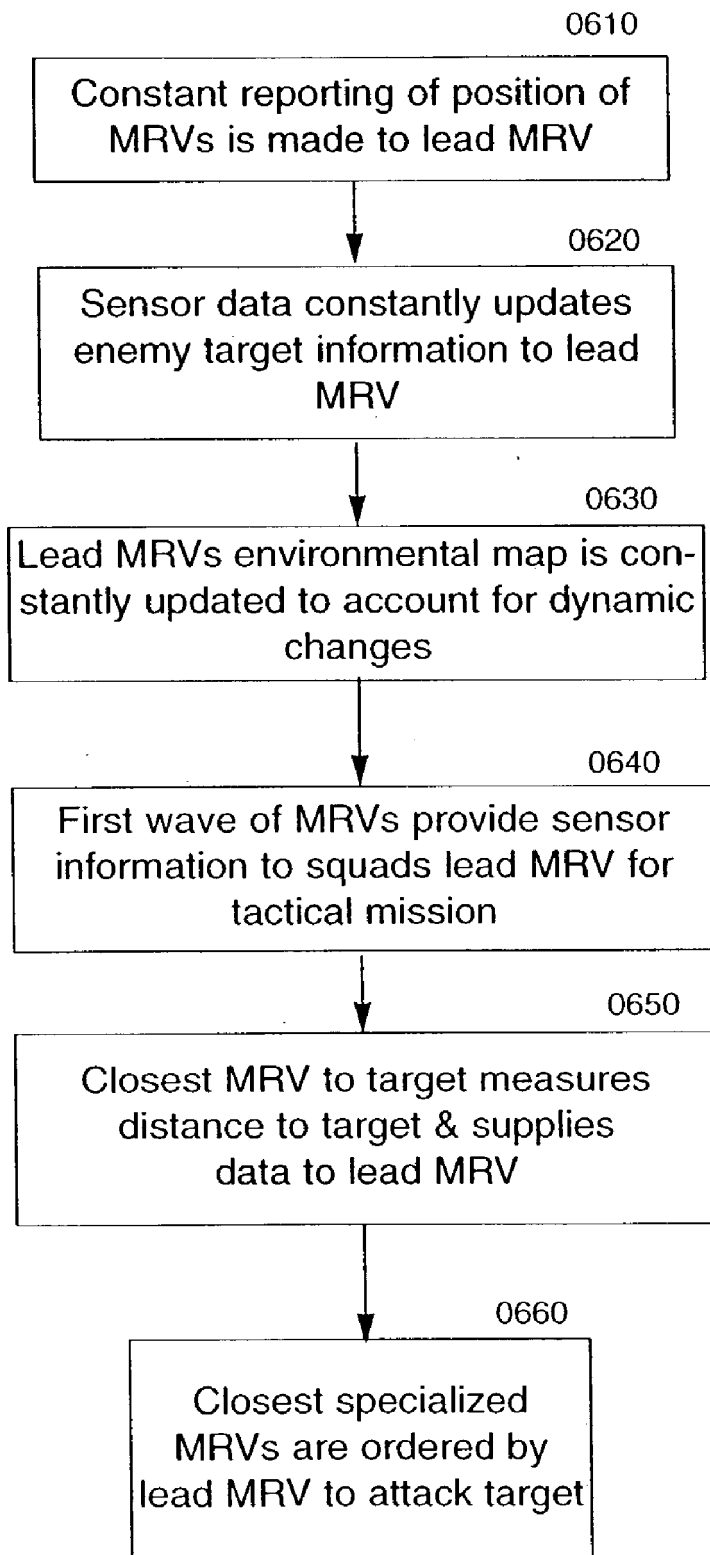 0610
Constant reporting of position of
MRVs is made to lead MRV
0620
Sensor data constantly updates
enemy target information to lead
MRV
0630
Lead MRVs environmental map is con-
stantly updated to account for dynamic
changes
0640
First wave of MRVs provide sensor
information to squads lead MRV for
tactical mission
0650
Closest MRV to target measures
distance to target & supplies
data to lead MRV
0660
Closest specialized
MRVs are ordered by
lead MRV to attack target